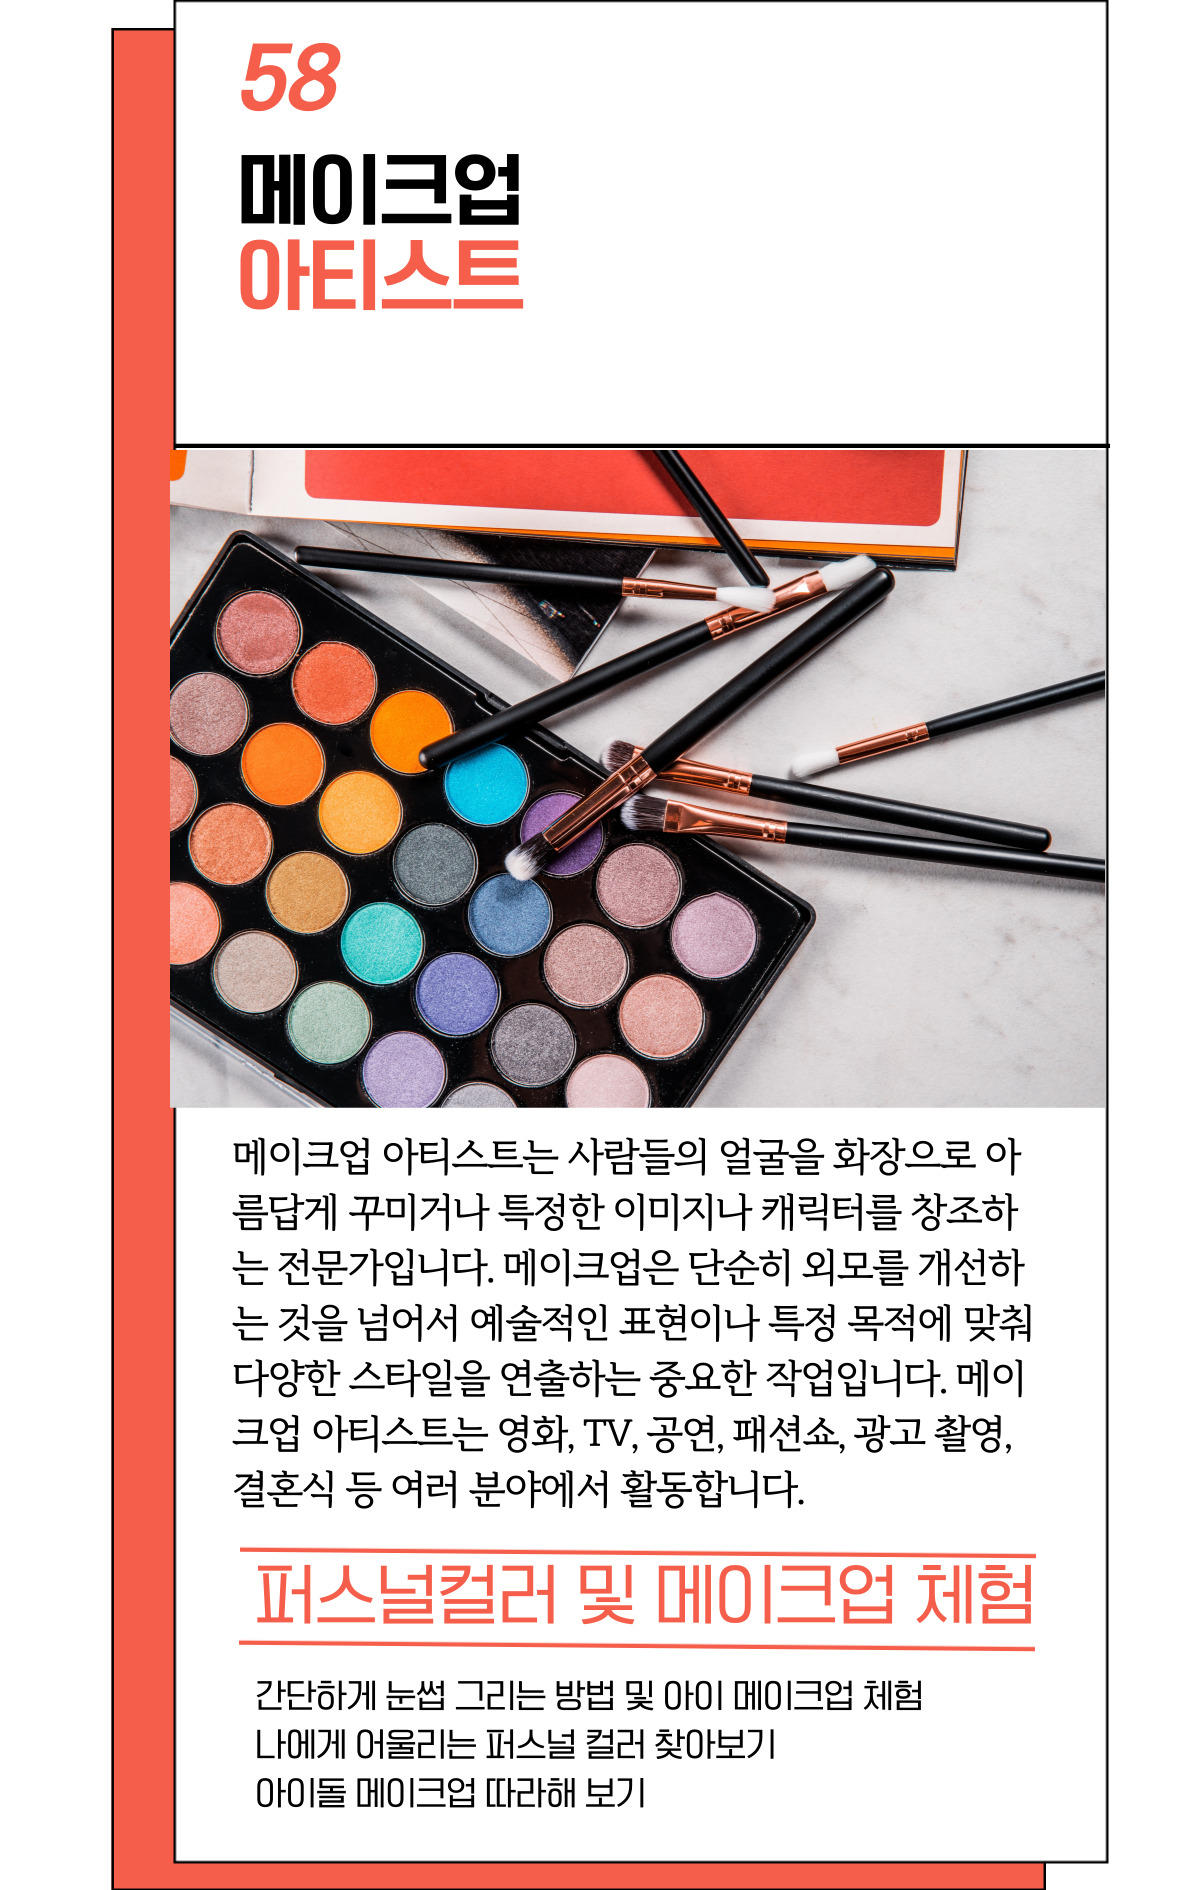 58
메이크업
아티스트
메이크업 아티스트는 사람들의 얼굴을 화장으로 아
름답게 꾸미거나 특정한 이미지나 캐릭터를 창조하
는 전문가입니다. 메이크업은 단순히 외모를 개선하
는 것을 넘어서 예술적인 표현이나 특정 목적에 맞춰
다양한 스타일을 연출하는 중요한 작업입니다. 메이
크업 아티스트는 영화, TV, 공연, 패션쇼, 광고 촬영,
결혼식 등 여러 분야에서 활동합니다.
퍼스널컬러 및 메이크업 체험
간단하게 눈썹 그리는 방법 및 아이 메이크업 체험
나에게 어울리는 퍼스널 컬러 찾아보기
아이돌 메이크업 따라해 보기